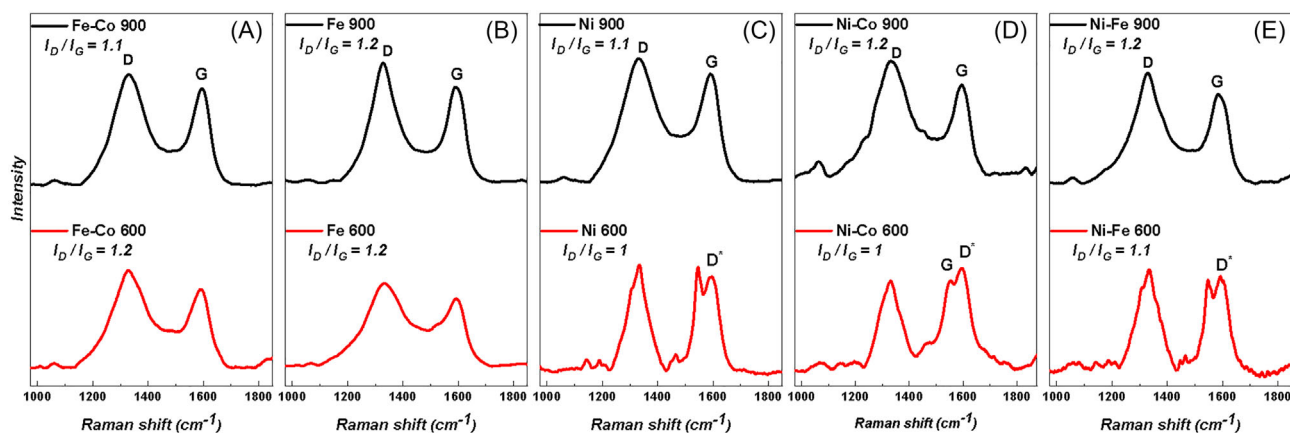 Fe-Co 900
(A)
I_D / I_G = 1.1
D
G
Fe-Co 600
I_D / I_G = 1.2
1000 1200 1400 1600 1800
Raman shift (cm⁻¹)
Intensity
Fe 900
(B)
I_D / I_G = 1.2
D
G
Fe 600
I_D / I_G = 1.2
1000 1200 1400 1600 1800
Raman shift (cm⁻¹)
Ni 900
(C)
I_D / I_G = 1.1
D
G
Ni 600
I_D / I_G = 1
D*
1000 1200 1400 1600 1800
Raman shift (cm⁻¹)
Ni-Co 900
(D)
I_D / I_G = 1.2
D
G
Ni-Co 600
I_D / I_G = 1
G D*
1000 1200 1400 1600 1800
Raman shift (cm⁻¹)
Ni-Fe 900
(E)
I_D / I_G = 1.2
D
G
Ni-Fe 600
I_D / I_G = 1.1
D*
1000 1200 1400 1600 1800
Raman shift (cm⁻¹)